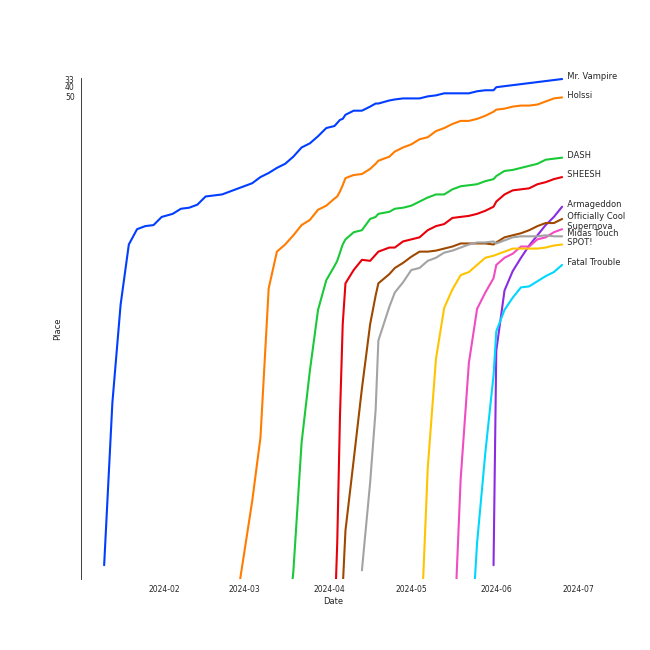 33
40
50
Mr. Vampire
Holssi
DASH
SHEESH
Armageddon
Officially Cool
Supernova
Midas Touch
SPOT!
Fatal Trouble
Place
2024-02
2024-03
2024-04
2024-05
2024-06
2024-07
Date